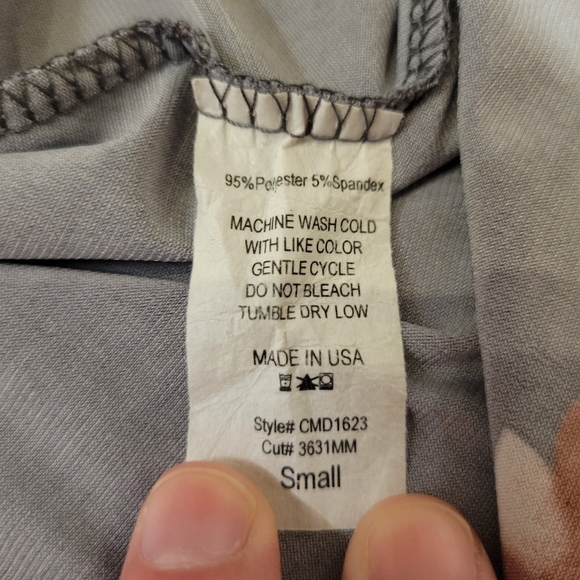 95%Polyester 5%Spandex
MACHINE WASH COLD
WITH LIKE COLOR
GENTLE CYCLE
DO NOT BLEACH
TUMBLE DRY LOW
MADE IN USA
Style# CMD1623
Cut# 3631MM
Small